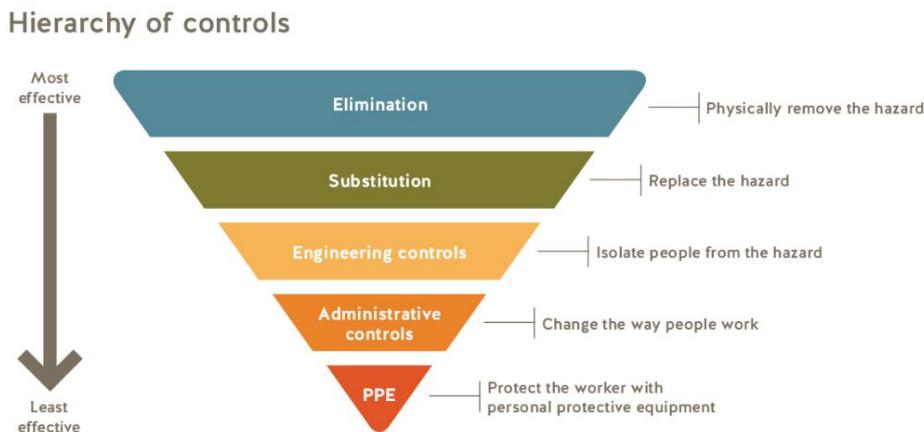 Hierarchy of controls
Most
effective
Elimination
Physically remove the hazard
Substitution
Replace the hazard
Engineering controls
Isolate people from the hazard
Administrative
controls
Change the way people work
PPE
Protect the worker with
personal protective equipment
Least
effective